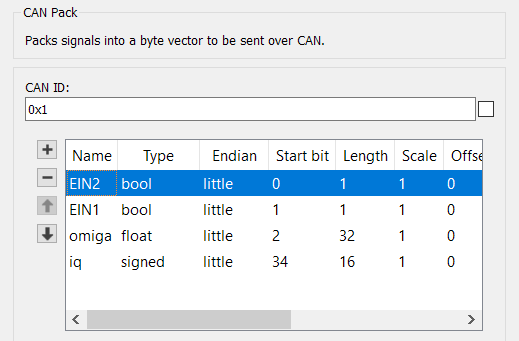 CAN Pack
Packs signals into a byte vector to be sent over CAN.
CAN ID:
0x1
Name Type Endian Start bit Length Scale Offse
EIN2 bool little 0 1 1 0
EIN1 bool little 1 1 1 0
omiga float little 2 32 1 0
iq signed little 34 16 1 0